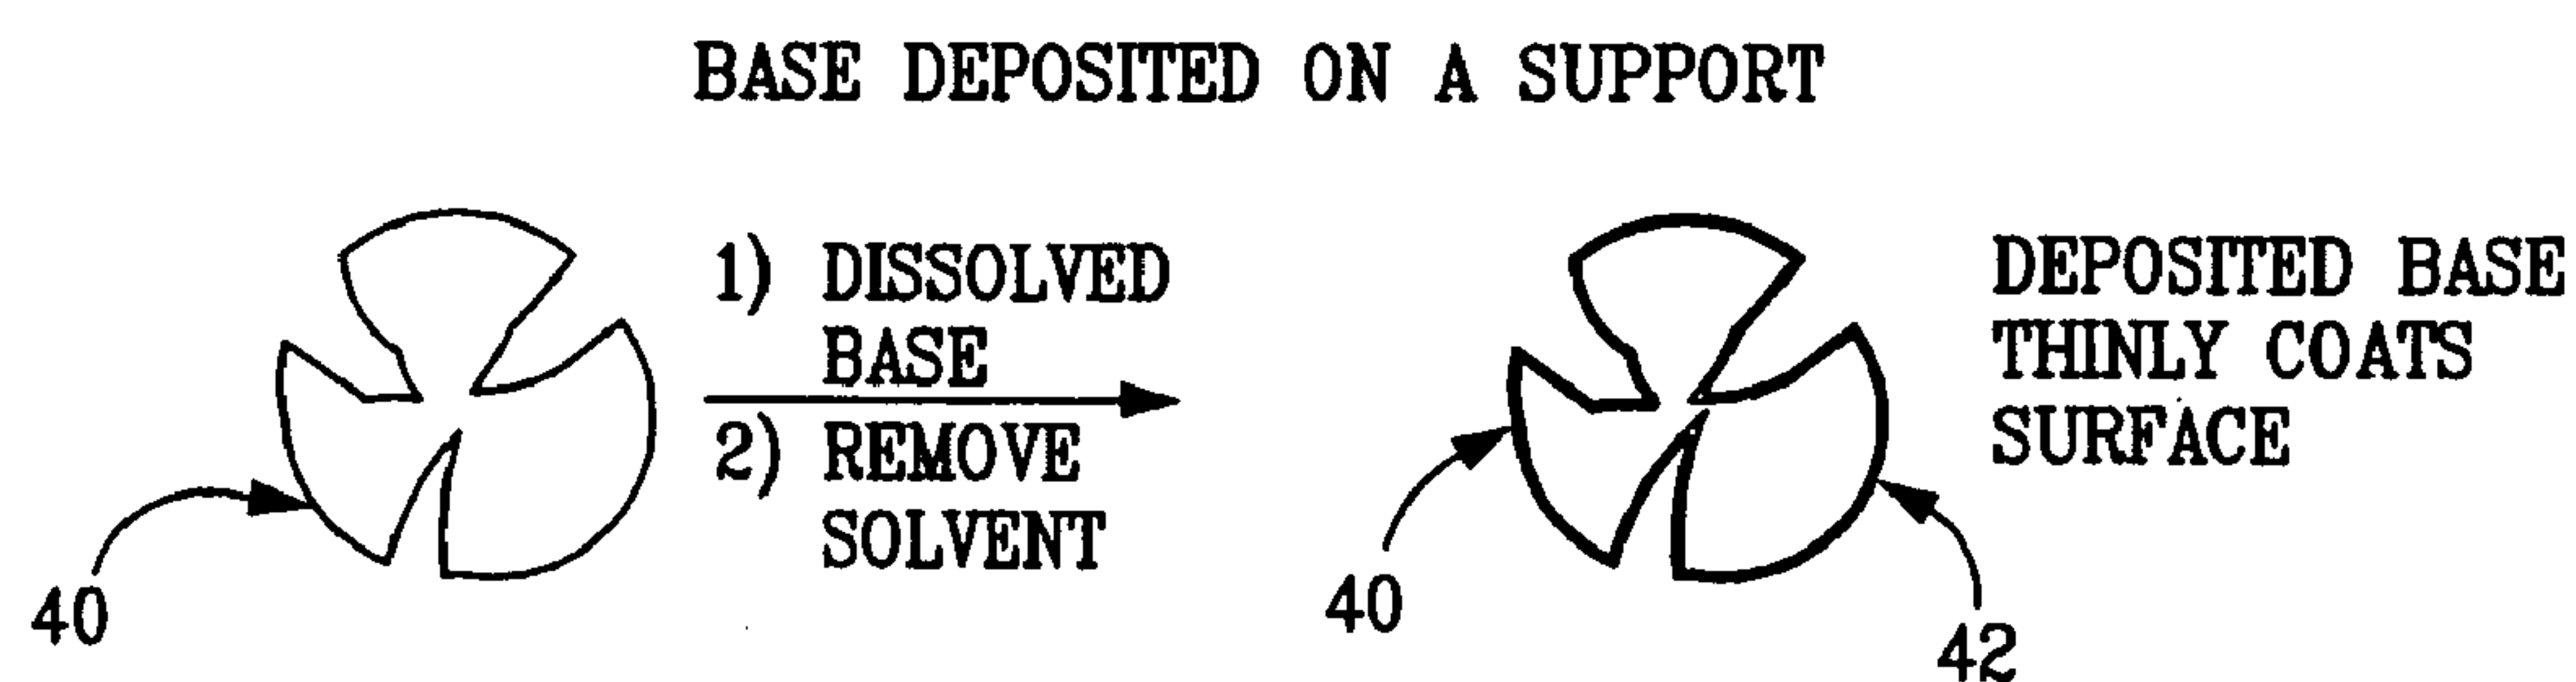 BASE DEPOSITED ON A SUPPORT
1) DISSOLVED
BASE
2) REMOVE
SOLVENT
DEPOSITED BASE
THINLY COATS
SURFACE
40
40
42